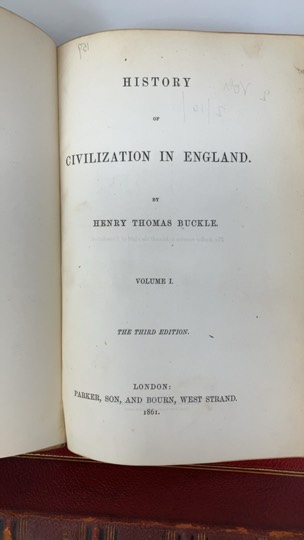 HISTORY
OF
CIVILIZATION IN ENGLAND.
BY
HENRY THOMAS BUCKLE.
VOLUME I.
THE THIRD EDITION.
LONDON:
PARKER, SON, AND BOURN, WEST STRAND.
1861.